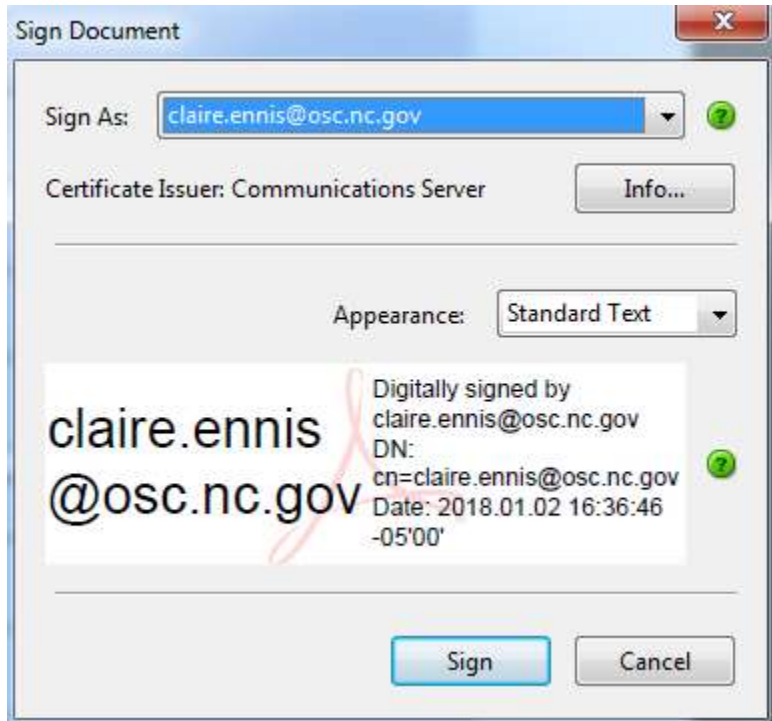 Sign Document
Sign As: claire.ennis@osc.nc.gov
Certificate Issuer: Communications Server
Info...
Appearance: Standard Text
claire.ennis
@osc.nc.gov
Digitally signed by
claire.ennis@osc.nc.gov
DN:
cn=claire.ennis@osc.nc.gov
Date: 2018.01.02 16:36:46
-05'00'
Sign
Cancel